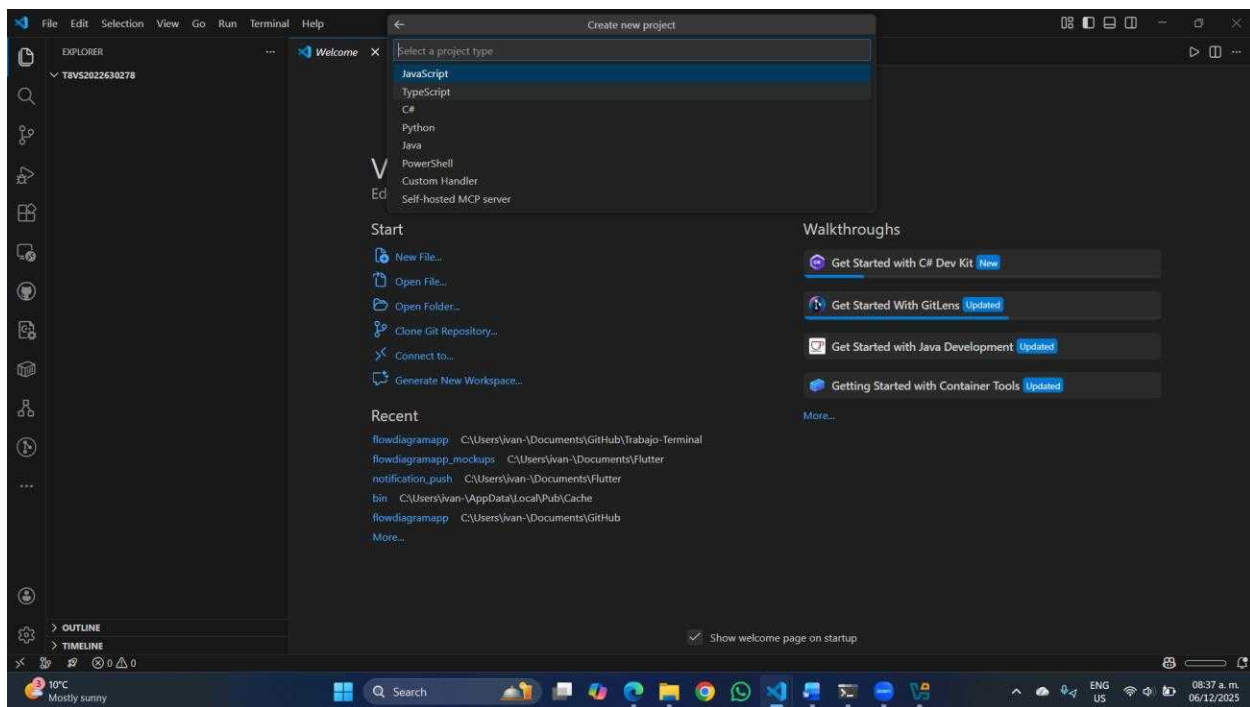 File Edit Selection View Go Run Terminal Help
Create new project
EXPLORER
Welcome
Select a project type
T8VS2022630278
JavaScript
TypeScript
C#
Python
Java
PowerShell
Custom Handler
Self-hosted MCP server
V
Ed
Start
New File...
Open File...
Open Folder...
Clone Git Repository...
Connect to...
Generate New Workspace...
Recent
flowdiagramapp C:\Users\ivan-\Documents\GitHub\Trabajo-Terminal
flowdiagramapp_mockups C:\Users\ivan-\Documents\Flutter
notification_push C:\Users\ivan-\Documents\Flutter
bin C:\Users\ivan-\AppData\Local\Pub\Cache
flowdiagramapp C:\Users\ivan-\Documents\GitHub
More...
Walkthroughs
Get Started with C# Dev Kit New
Get Started With GitLens Updated
Get Started with Java Development Updated
Getting Started with Container Tools Updated
More...
OUTLINE
TIMELINE
Show welcome page on startup
0 0
3
10°C
Mostly sunny
Search
ENG
US
08:37 a. m.
06/12/2025